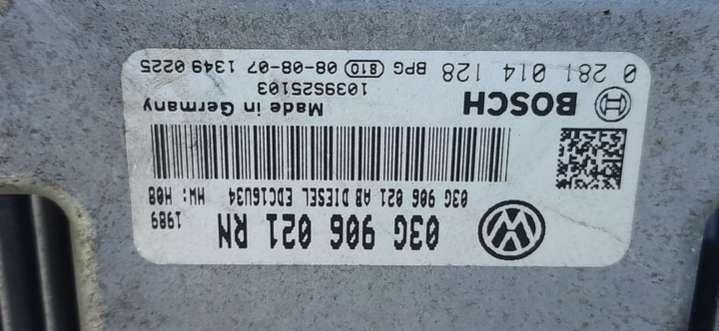 03G 906 021 RN 1989
03G 906 021 AB DIESEL EDC16U34 HW: H08
BOSCH Made in Germany
1039S25103
0 281 014 128 BPG 810 08-08-07 1349 0225